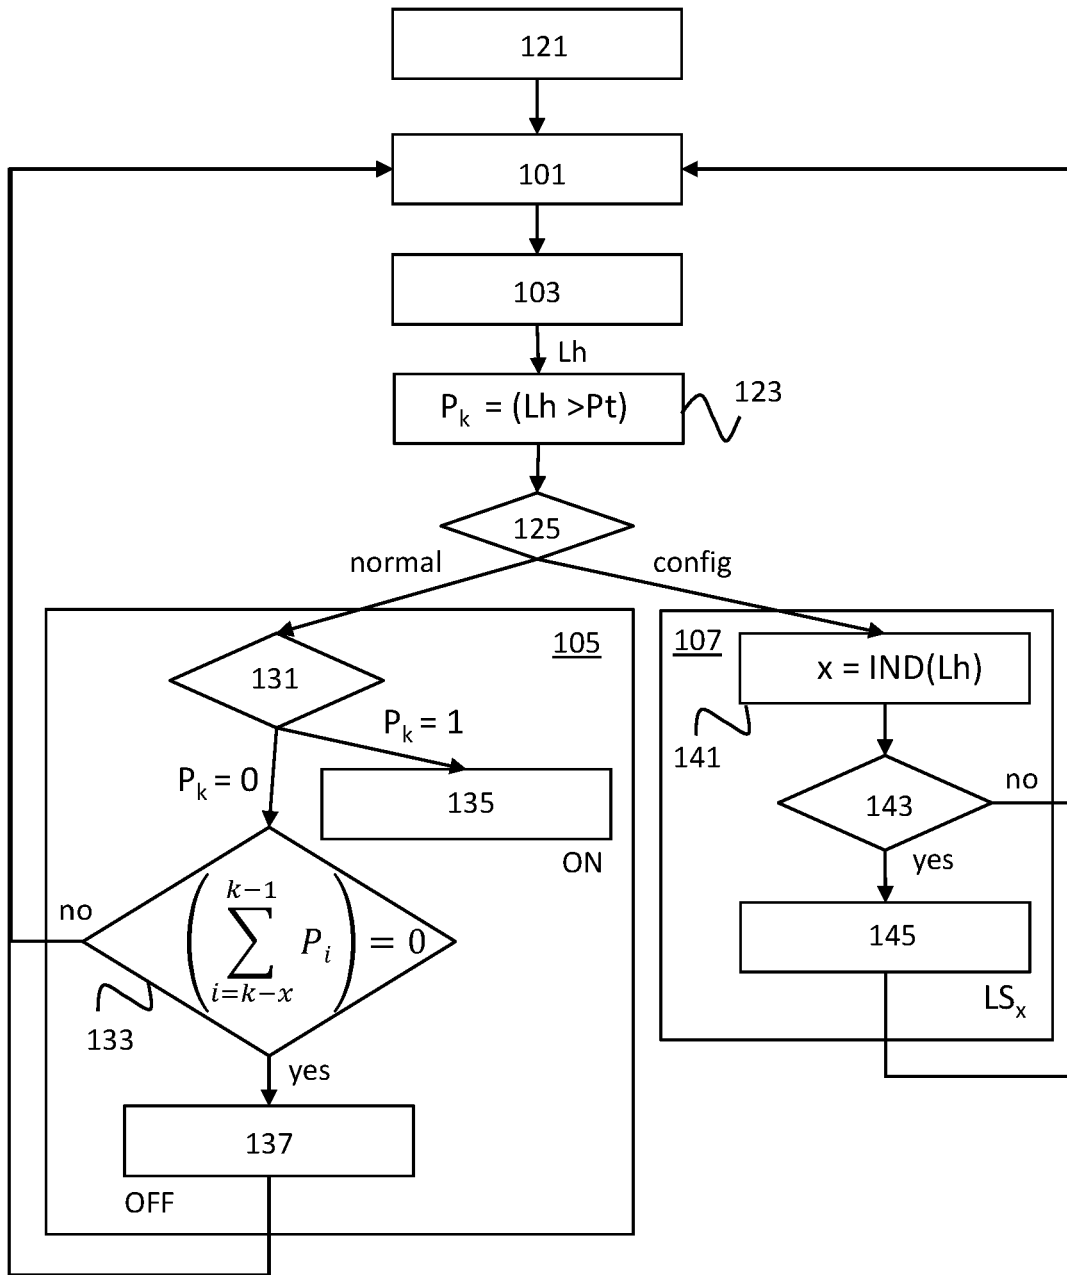 121
101
103
Lh
P_k = (Lh >Pt)
123
125
normal
config
105
107
131
x = IND(Lh)
P_k = 1
141
P_k = 0
135
143
no
ON
yes
no
(∑_{i=k−x}^{k−1} P_i) = 0
145
LS_x
133
yes
137
OFF